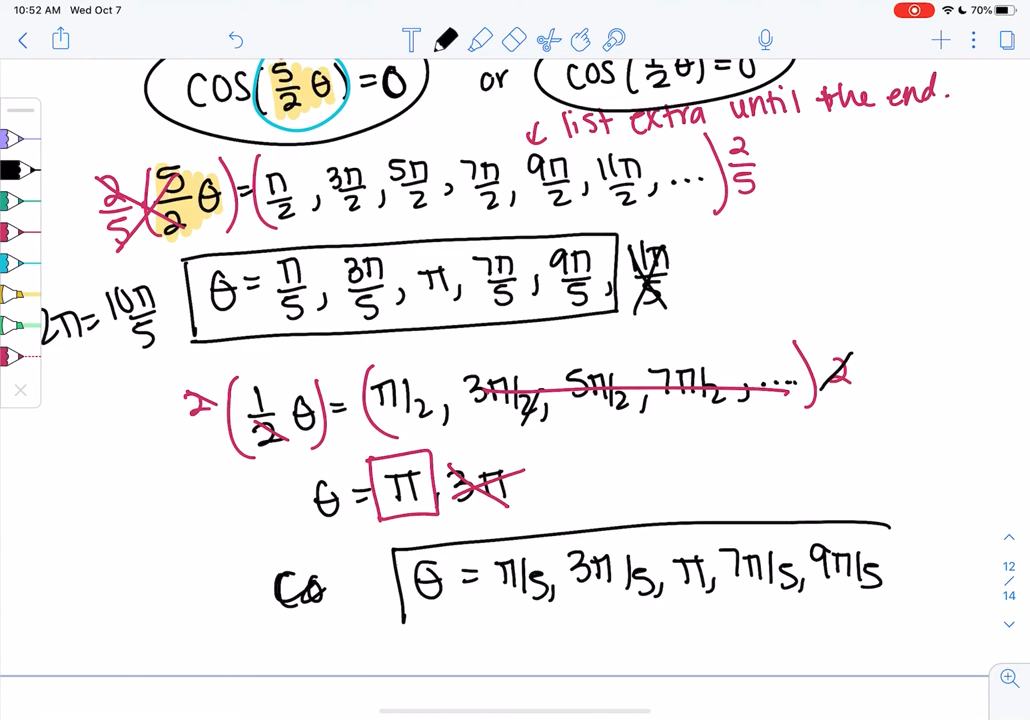 10:52 AM Wed Oct 7
70%
cos(5/2 θ) = 0 or cos(1/2 θ) = 0
↓ list extra until the end.
2/5 (5/2 θ) = (π/2, 3π/2, 5π/2, 7π/2, 9π/2, 11π/2, ...) 2/5
θ = π/5, 3π/5, π, 7π/5, 9π/5, 11π/5
2π = 10π/5
2 (1/2 θ) = (π/2, 3π/2, 5π/2, 7π/2, ....) 2
θ = π, 3π
θ = π/5, 3π/5, π, 7π/5, 9π/5
12 / 14